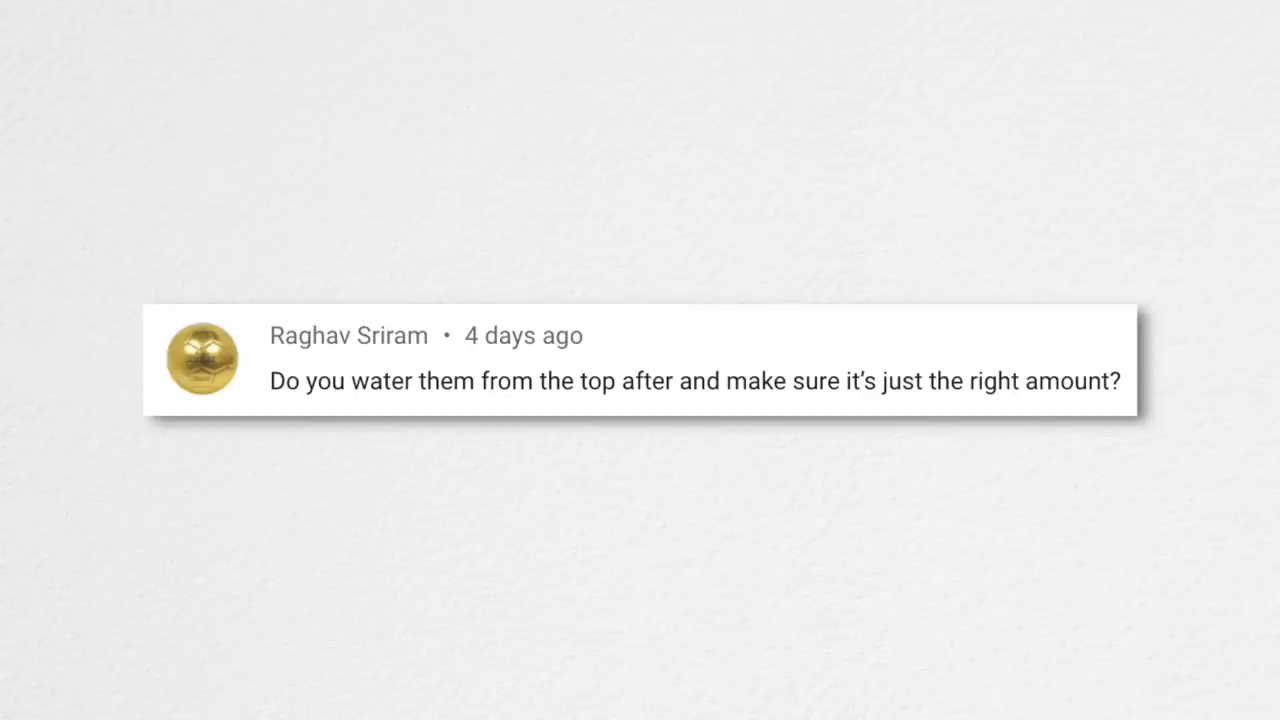 Raghav Sriram • 4 days ago
Do you water them from the top after and make sure it’s just the right amount?